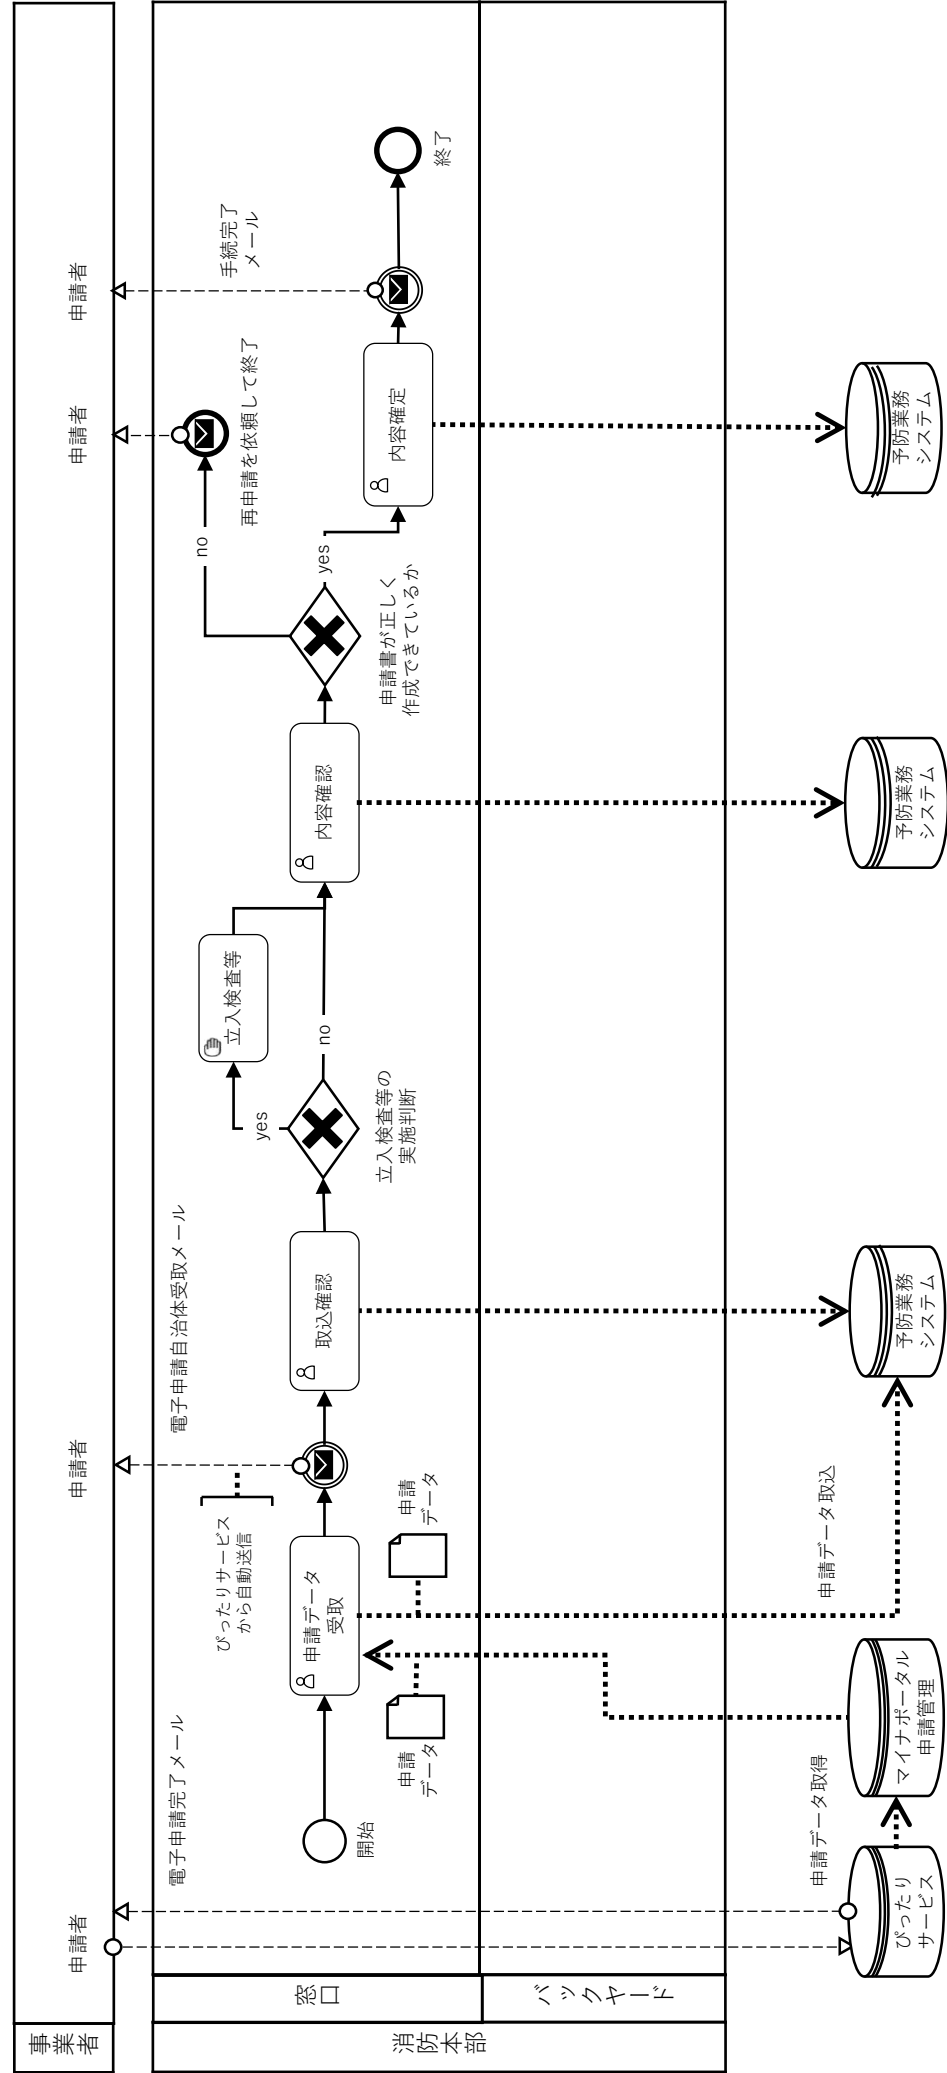 事業者
消防本部
窓口
バックヤード
申請者
電子申請完了メール
開始
申請データ
受取
申請
データ
申請
データ
ぴったりサービス
から自動送信
申請者
電子申請自治体受取メール
取込確認
立入検査等の
実施判断
yes
no
立入検査等
内容確認
申請書が正しく
作成できているか
no
yes
再申請を依頼して終了
申請者
内容確定
申請者
手続完了
メール
終了
ぴったり
サービス
申請データ取得
マイナポータル
申請管理
申請データ取込
予防業務
システム
予防業務
システム
予防業務
システム